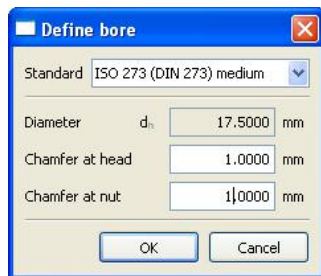 Define bore
Standard ISO 273 (DIN 273) medium
Diameter dₕ 17.5000 mm
Chamfer at head 1.0000 mm
Chamfer at nut 1.0000 mm
OK Cancel